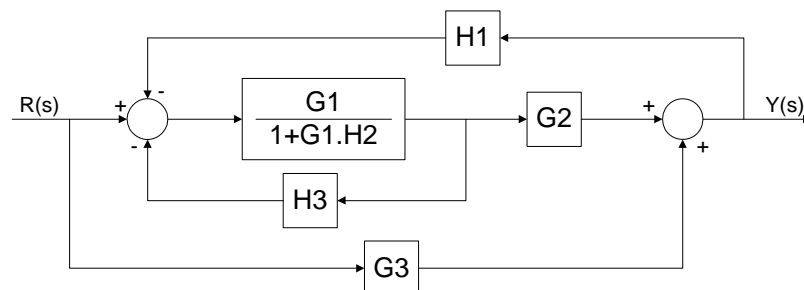 H1
-
R(s)
+
G1
1+G1.H2
+
G2
Y(s)
-
+
H3
G3